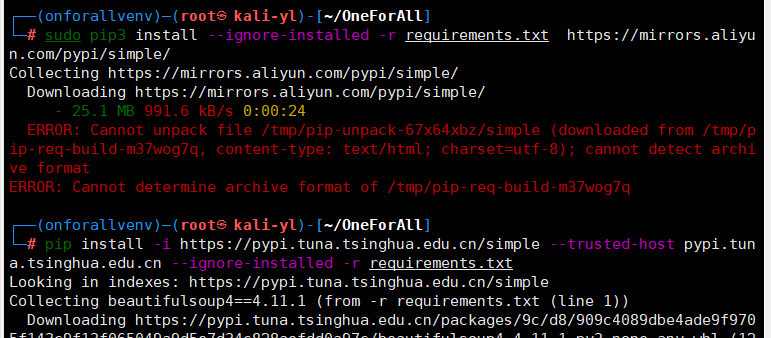 ┌──(onforallvenv)─(root㉿kali-yl)-[~/OneForAll]
└─# sudo pip3 install --ignore-installed -r requirements.txt  https://mirrors.aliyu
n.com/pypi/simple/
Collecting https://mirrors.aliyun.com/pypi/simple/
  Downloading https://mirrors.aliyun.com/pypi/simple/
     - 25.1 MB 991.6 kB/s 0:00:24
  ERROR: Cannot unpack file /tmp/pip-unpack-67x64xbz/simple (downloaded from /tmp/p
ip-req-build-m37wog7q, content-type: text/html; charset=utf-8); cannot detect archi
ve format
ERROR: Cannot determine archive format of /tmp/pip-req-build-m37wog7q
┌──(onforallvenv)─(root㉿kali-yl)-[~/OneForAll]
└─# pip install -i https://pypi.tuna.tsinghua.edu.cn/simple --trusted-host pypi.tun
a.tsinghua.edu.cn --ignore-installed -r requirements.txt
Looking in indexes: https://pypi.tuna.tsinghua.edu.cn/simple
Collecting beautifulsoup4==4.11.1 (from -r requirements.txt (line 1))
  Downloading https://pypi.tuna.tsinghua.edu.cn/packages/9c/d8/909c4089dbe4ade9f970